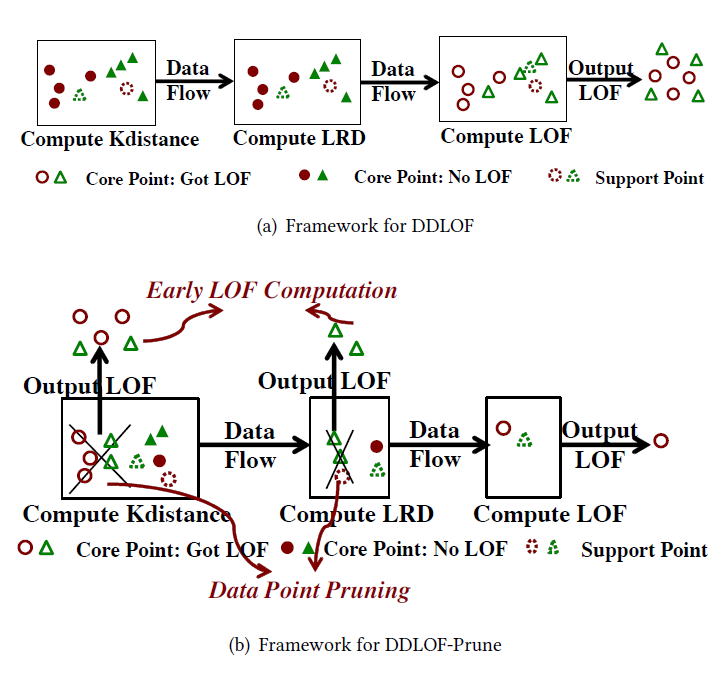 Data
Flow
Data
Flow
Output
LOF
Compute Kdistance
Compute LRD
Compute LOF
Core Point: Got LOF
Core Point: No LOF
Support Point
(a) Framework for DDLOF
Early LOF Computation
Output LOF
Output LOF
Data
Flow
Data
Flow
Output
LOF
Compute Kdistance
Compute LRD
Compute LOF
Core Point: Got LOF
Core Point: No LOF
Support Point
Data Point Pruning
(b) Framework for DDLOF-Prune